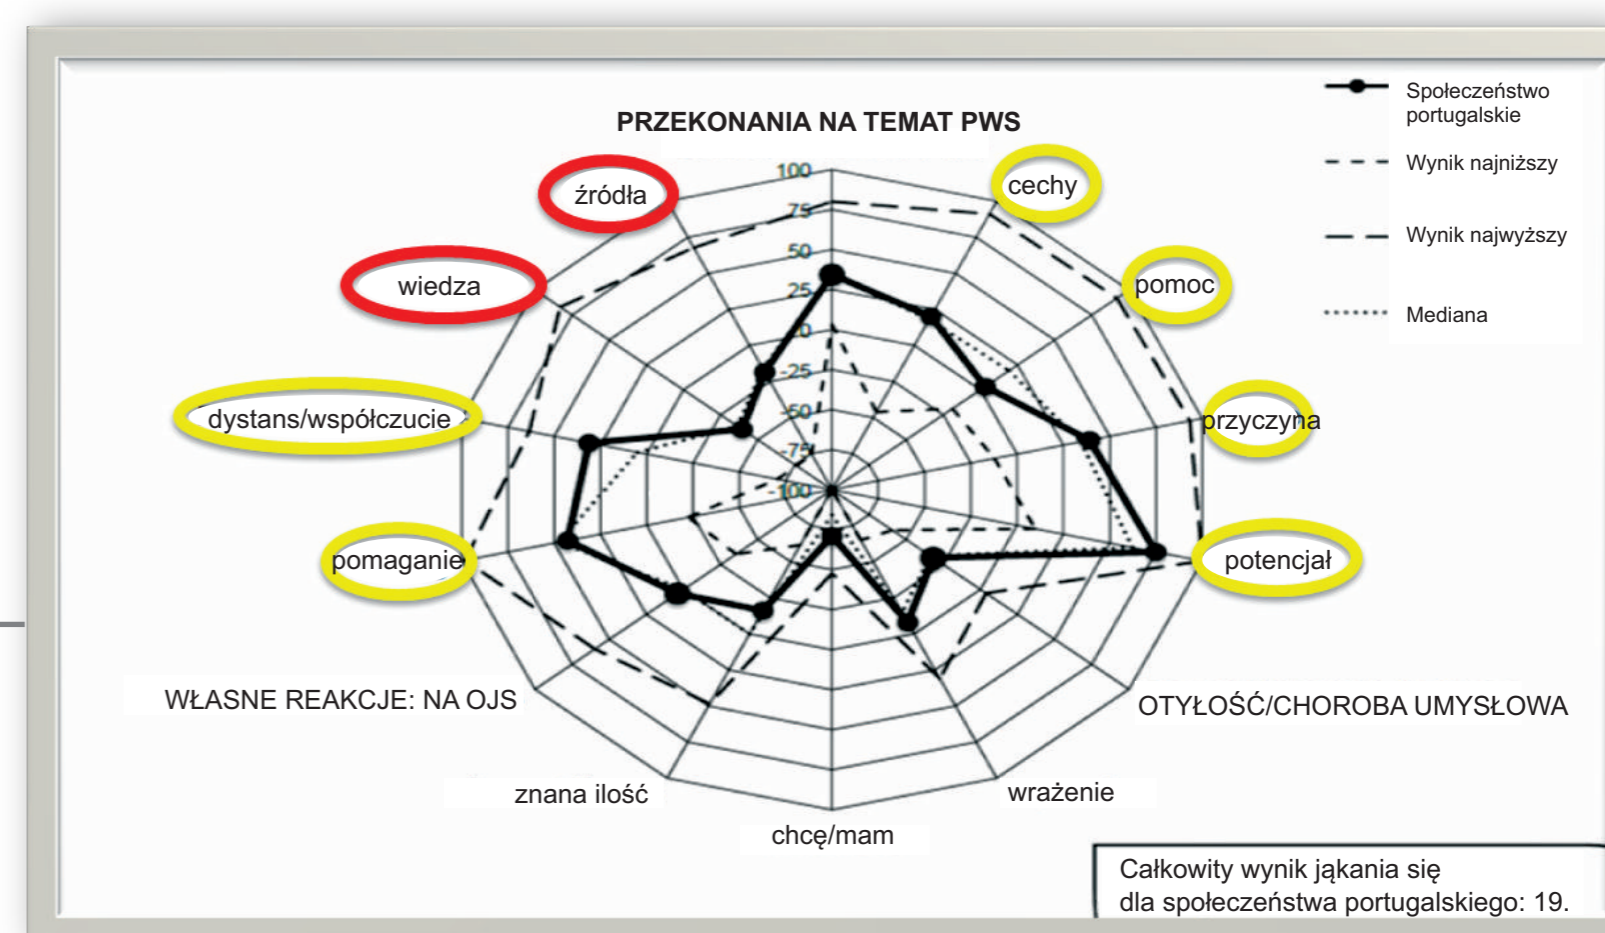 PRZEKONANIA NA TEMAT PWS
Społeczeństwo
portugalskie
Wynik najniższy
Wynik najwyższy
Mediana
źródła
cechy
wiedza
pomoc
dystans/współczucie
przyczyna
pomaganie
potencjał
100
75
50
25
0
-25
-50
-75
-100
WŁASNE REAKCJE: NA OJS
OTYŁOŚĆ/CHOROBA UMYSŁOWA
znana ilość
wrażenie
chcę/mam
Całkowity wynik jąkania się
dla społeczeństwa portugalskiego: 19.